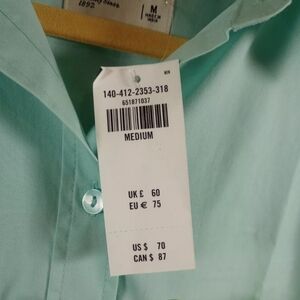 1892
M
140-412-2353-318
651871037
MEDIUM
UK £ 60
EU € 75
US $ 70
CAN $ 87